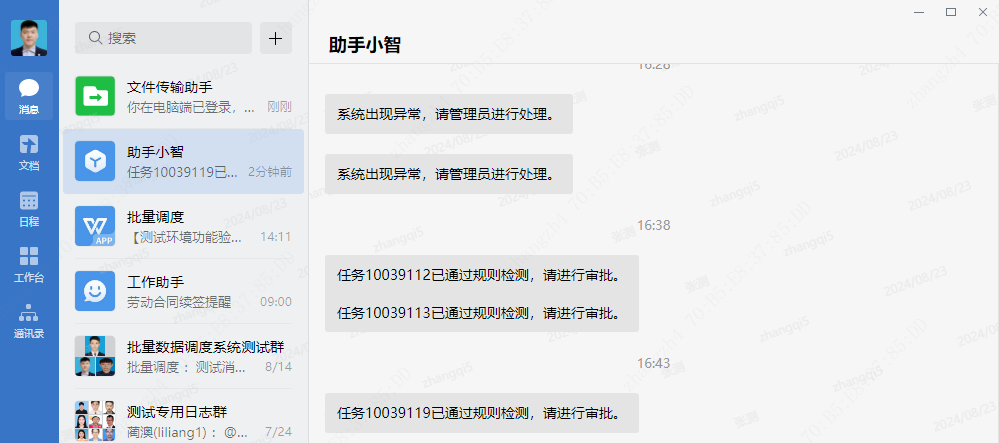 搜索
文件传输助手
你在电脑端已登录，... 刚刚
助手小智
任务10039119已... 2分钟前
批量调度
【测试环境功能验... 14:11
工作助手
劳动合同续签提醒 09:00
批量数据调度系统测试群
批量调度：测试消... 8/14
测试专用日志群
蔺澳(liliang1)：@... 7/24
消息
文档
日程
工作台
通讯录
APP
助手小智
16:28
系统出现异常，请管理员进行处理。
系统出现异常，请管理员进行处理。
16:38
任务10039112已通过规则检测，请进行审批。
任务10039113已通过规则检测，请进行审批。
16:43
任务10039119已通过规则检测，请进行审批。
zhangqi5
2024/08/23